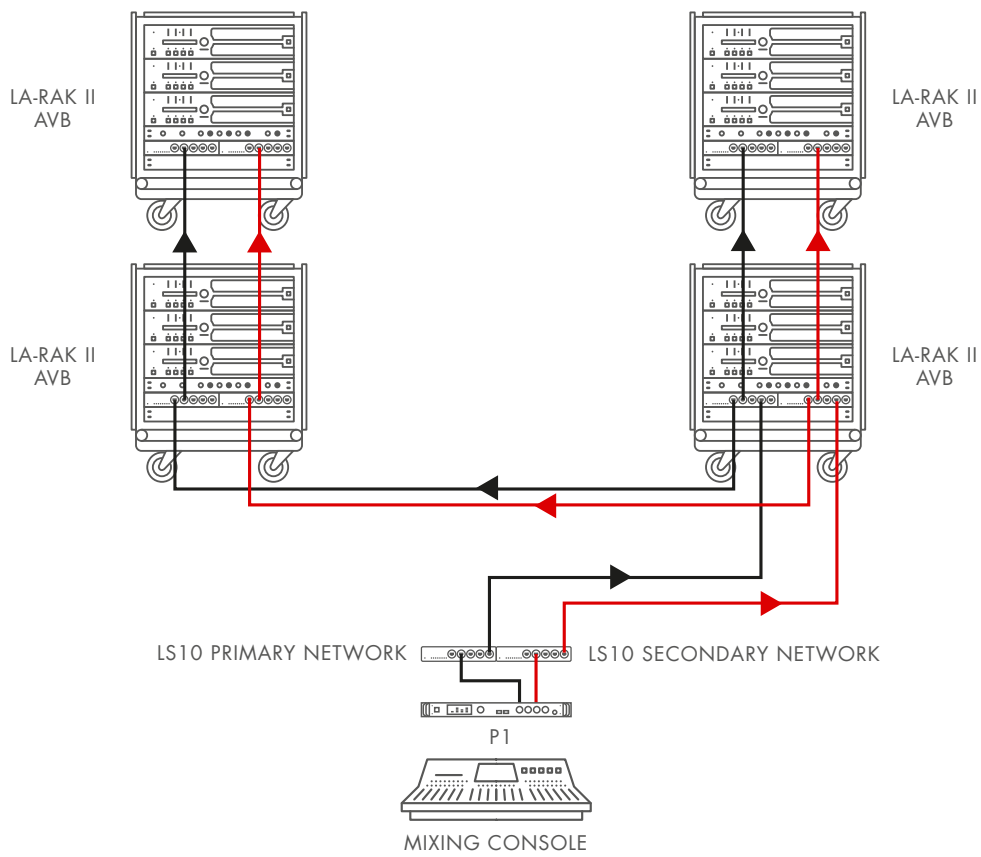 LA-RAK II
AVB
LA-RAK II
AVB
LA-RAK II
AVB
LA-RAK II
AVB
LS10 PRIMARY NETWORK
LS10 SECONDARY NETWORK
P1
MIXING CONSOLE